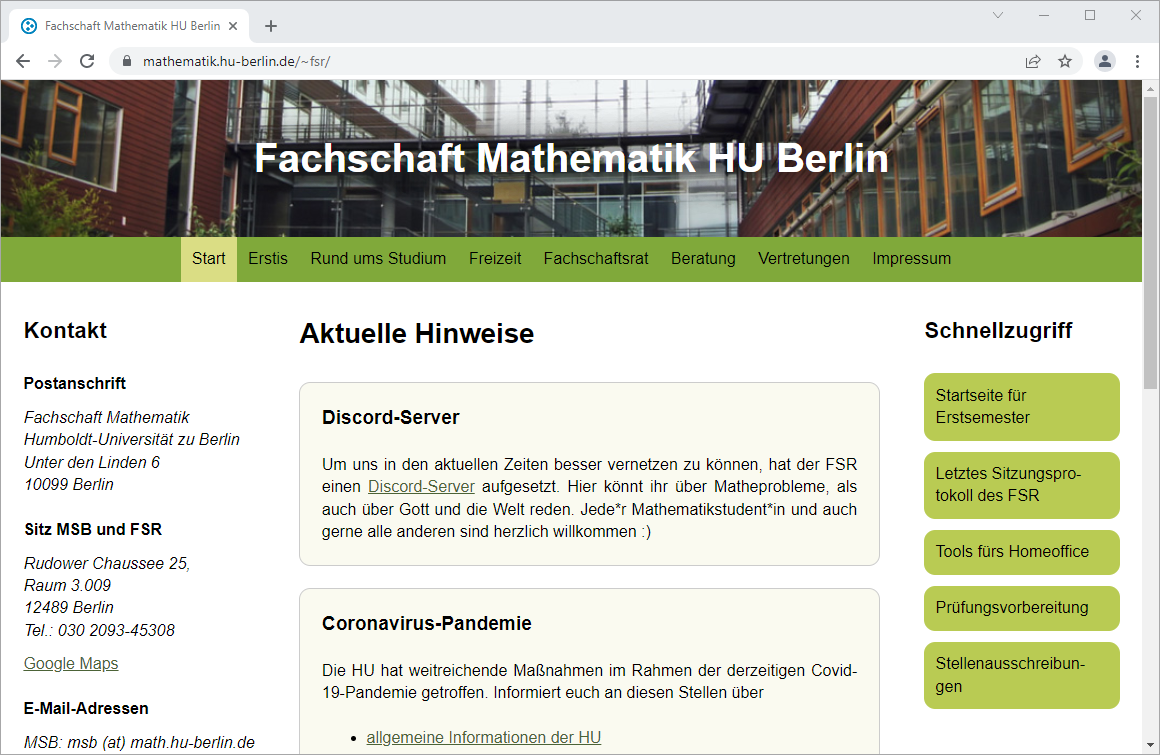 Fachschaft Mathematik HU Berlin
mathematik.hu-berlin.de/~fsr/
Fachschaft Mathematik HU Berlin
Start Erstis Rund ums Studium Freizeit Fachschaftsrat Beratung Vertretungen Impressum
Kontakt
Postanschrift
Fachschaft Mathematik
Humboldt-Universität zu Berlin
Unter den Linden 6
10099 Berlin
Sitz MSB und FSR
Rudower Chaussee 25,
Raum 3.009
12489 Berlin
Tel.: 030 2093-45308
Google Maps
E-Mail-Adressen
MSB: msb (at) math.hu-berlin.de
Aktuelle Hinweise
Discord-Server
Um uns in den aktuellen Zeiten besser vernetzen zu können, hat der FSR
einen Discord-Server aufgesetzt. Hier könnt ihr über Matheprobleme, als
auch über Gott und die Welt reden. Jede*r Mathematikstudent*in und auch
gerne alle anderen sind herzlich willkommen :)
Coronavirus-Pandemie
Die HU hat weitreichende Maßnahmen im Rahmen der derzeitigen Covid-
19-Pandemie getroffen. Informiert euch an diesen Stellen über
• allgemeine Informationen der HU
Schnellzugriff
Startseite für
Erstsemester
Letztes Sitzungspro-
tokoll des FSR
Tools fürs Homeoffice
Prüfungsvorbereitung
Stellenausschreibun-
gen